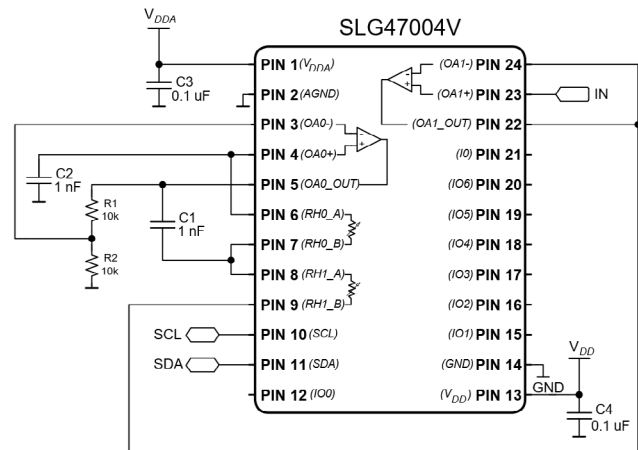 SLG47004V
V_DDA
C3
0.1 uF
PIN 1 (V_DDA)
PIN 2 (AGND)
PIN 3 (OA0-)
PIN 4 (OA0+)
PIN 5 (OA0_OUT)
PIN 6 (RH0_A)
PIN 7 (RH0_B)
PIN 8 (RH1_A)
PIN 9 (RH1_B)
PIN 10 (SCL)
PIN 11 (SDA)
PIN 12 (IO0)
C2
1 nF
R1
10k
C1
1 nF
R2
10k
SCL
SDA
(OA1-) PIN 24
(OA1+) PIN 23
(OA1_OUT) PIN 22
(I0) PIN 21
(IO6) PIN 20
(IO5) PIN 19
(IO4) PIN 18
(IO3) PIN 17
(IO2) PIN 16
(IO1) PIN 15
(GND) PIN 14
(V_DD) PIN 13
IN
V_DD
GND
C4
0.1 uF
-
+
-
+